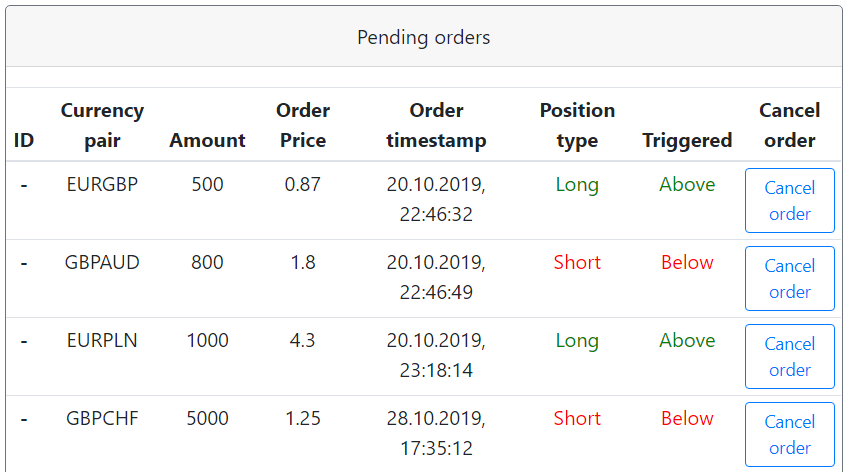 Pending orders
ID Currency pair Amount Order Price Order timestamp Position type Triggered Cancel order
- EURGBP 500 0.87 20.10.2019, 22:46:32 Long Above Cancel order
- GBPAUD 800 1.8 20.10.2019, 22:46:49 Short Below Cancel order
- EURPLN 1000 4.3 20.10.2019, 23:18:14 Long Above Cancel order
- GBPCHF 5000 1.25 28.10.2019, 17:35:12 Short Below Cancel order